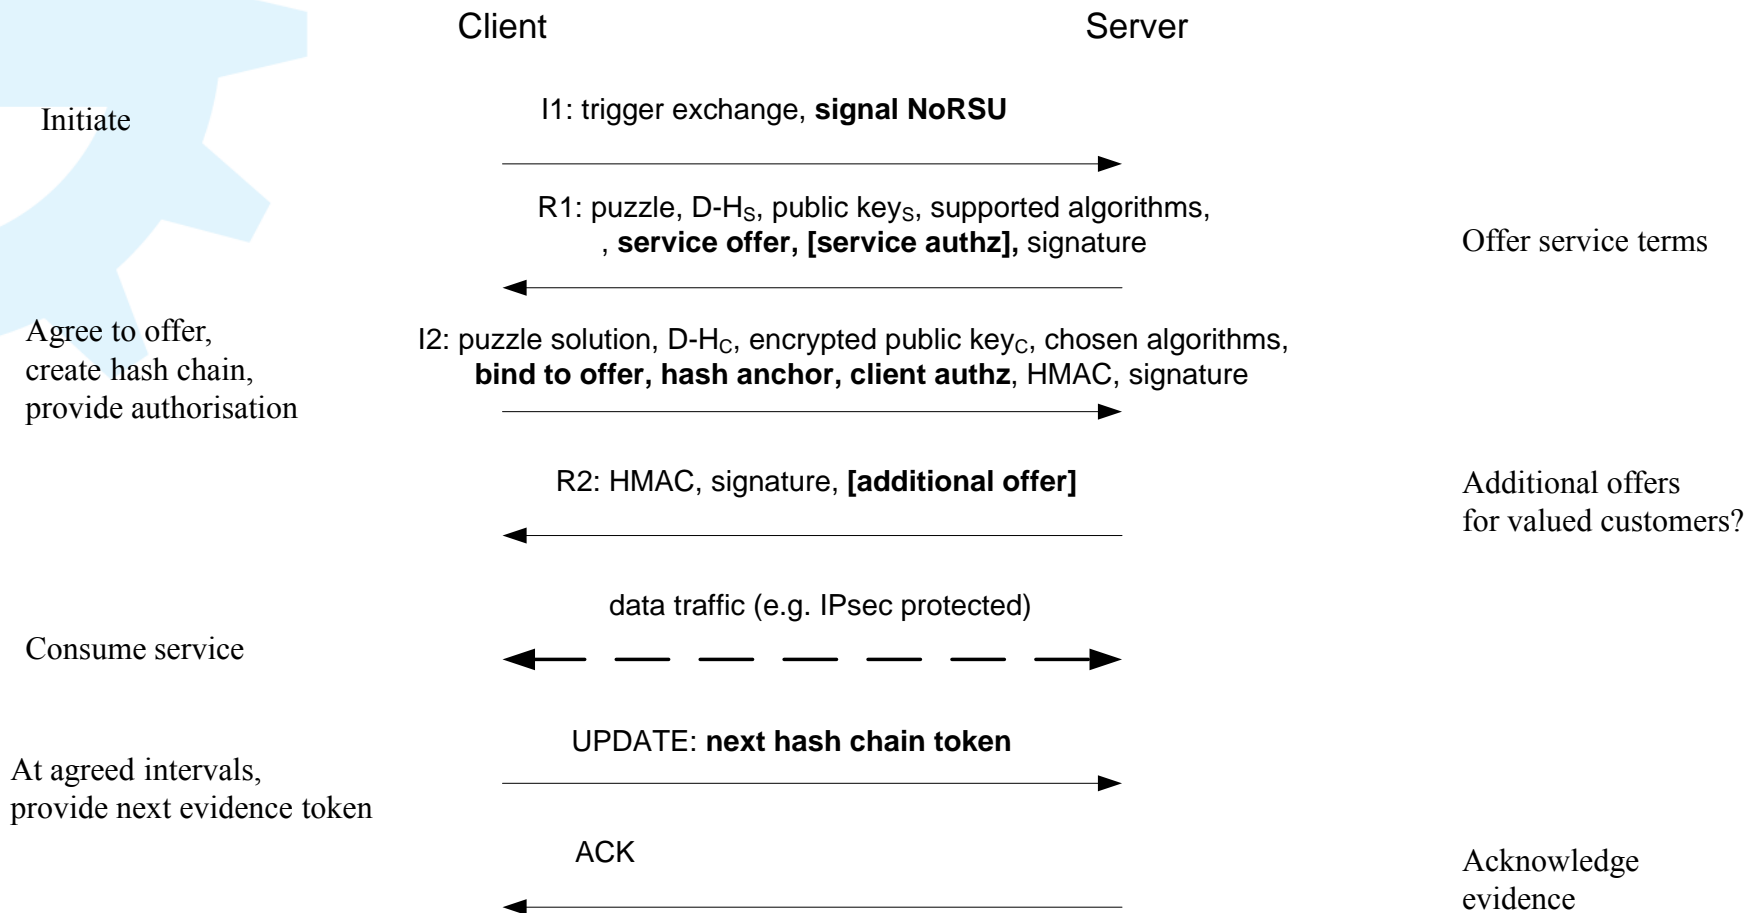 Client
Server
Initiate
I1: trigger exchange, signal NoRSU
R1: puzzle, D-HS, public keyS, supported algorithms,
, service offer, [service authz], signature
Offer service terms
Agree to offer,
create hash chain,
provide authorisation
I2: puzzle solution, D-HC, encrypted public keyC, chosen algorithms,
bind to offer, hash anchor, client authz, HMAC, signature
R2: HMAC, signature, [additional offer]
Additional offers
for valued customers?
data traffic (e.g. IPsec protected)
Consume service
UPDATE: next hash chain token
At agreed intervals,
provide next evidence token
ACK
Acknowledge
evidence